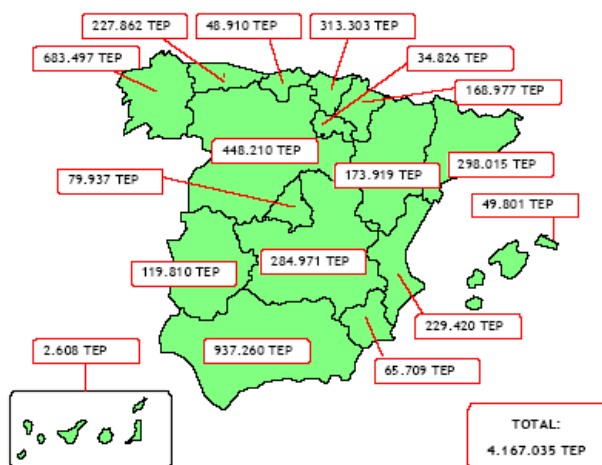 227.862 TEP
48.910 TEP
313.303 TEP
683.497 TEP
34.826 TEP
168.977 TEP
448.210 TEP
298.015 TEP
79.937 TEP
173.919 TEP
49.801 TEP
119.810 TEP
284.971 TEP
229.420 TEP
2.608 TEP
937.260 TEP
65.709 TEP
TOTAL:
4.167.035 TEP